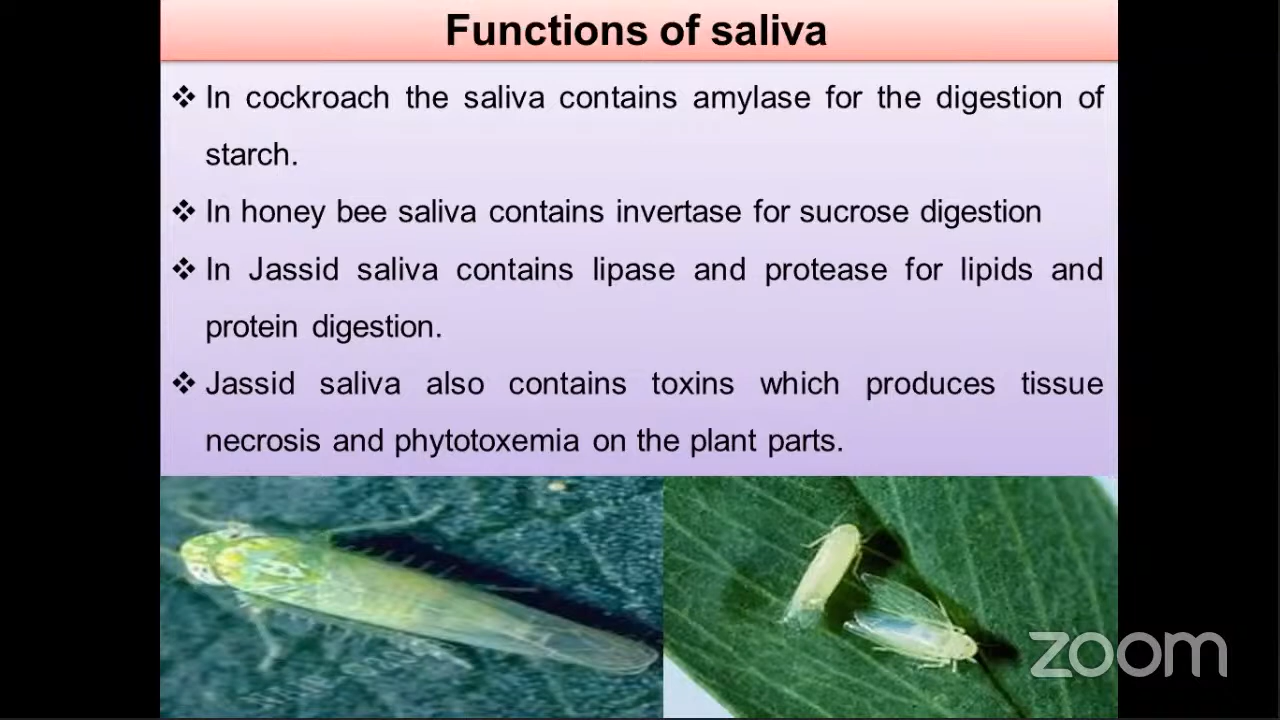 Functions of saliva
❖ In cockroach the saliva contains amylase for the digestion of
starch.
❖ In honey bee saliva contains invertase for sucrose digestion
❖ In Jassid saliva contains lipase and protease for lipids and
protein digestion.
❖ Jassid saliva also contains toxins which produces tissue
necrosis and phytotoxemia on the plant parts.
zoom